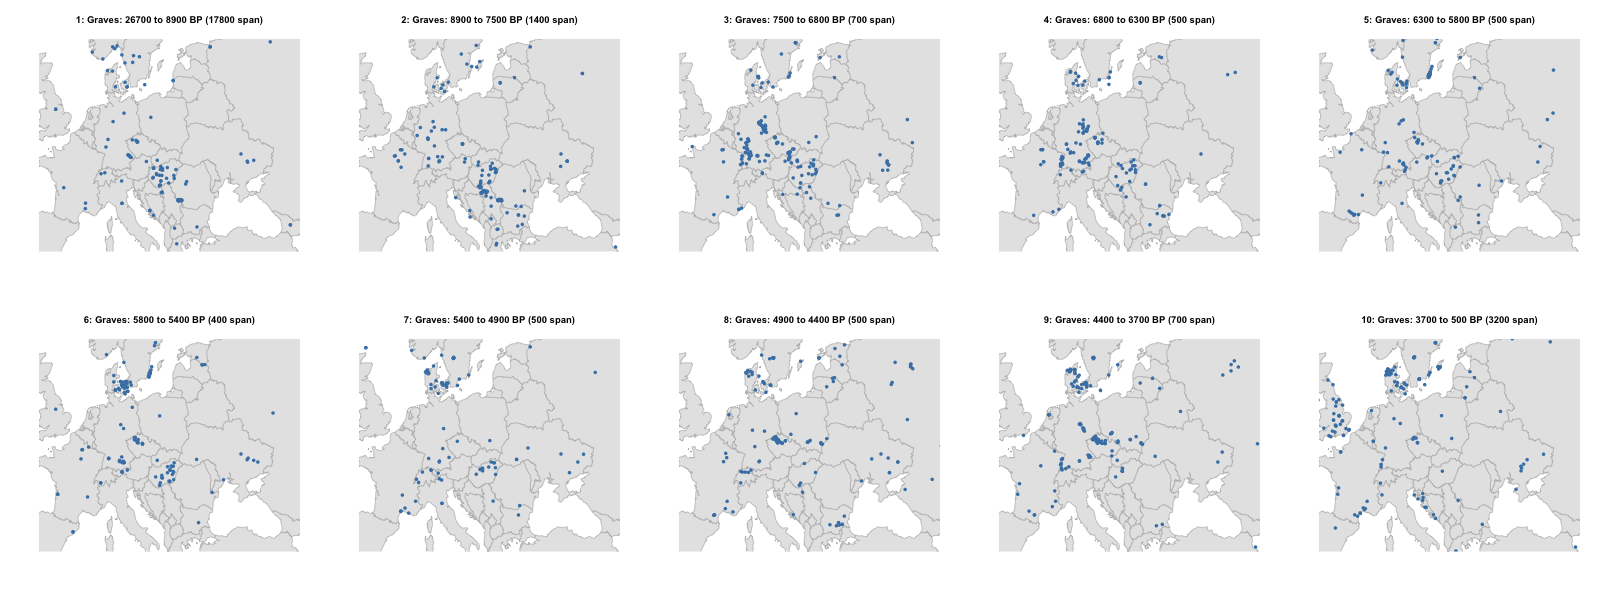 1: Graves: 26700 to 8900 BP (17800 span)
2: Graves: 8900 to 7500 BP (1400 span)
3: Graves: 7500 to 6800 BP (700 span)
4: Graves: 6800 to 6300 BP (500 span)
5: Graves: 6300 to 5800 BP (500 span)
6: Graves: 5800 to 5400 BP (400 span)
7: Graves: 5400 to 4900 BP (500 span)
8: Graves: 4900 to 4400 BP (500 span)
9: Graves: 4400 to 3700 BP (700 span)
10: Graves: 3700 to 500 BP (3200 span)